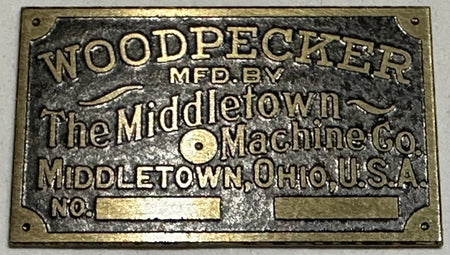 WOODPECKER
MFD. BY
The Middletown
Machine Co.
MIDDLETOWN, OHIO, U.S.A.
NO.